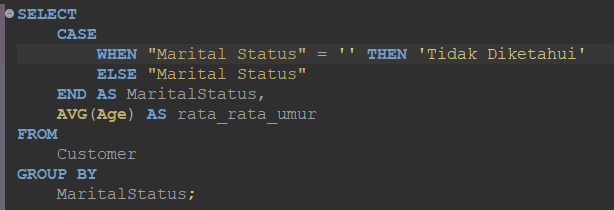 SELECT
CASE
WHEN "Marital Status" = '' THEN 'Tidak Diketahui'
ELSE "Marital Status"
END AS MaritalStatus,
AVG(Age) AS rata_rata_umur
FROM
Customer
GROUP BY
MaritalStatus;